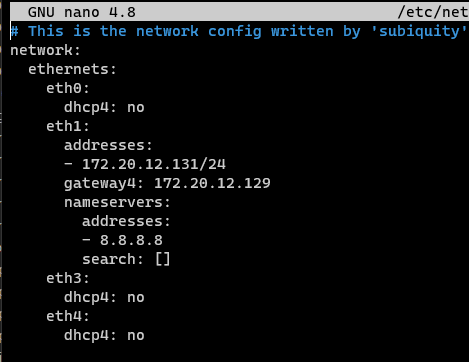 GNU nano 4.8 /etc/net
# This is the network config written by 'subiquity'
network:
  ethernets:
    eth0:
      dhcp4: no
    eth1:
      addresses:
      - 172.20.12.131/24
      gateway4: 172.20.12.129
      nameservers:
        addresses:
        - 8.8.8.8
        search: []
    eth3:
      dhcp4: no
    eth4:
      dhcp4: no